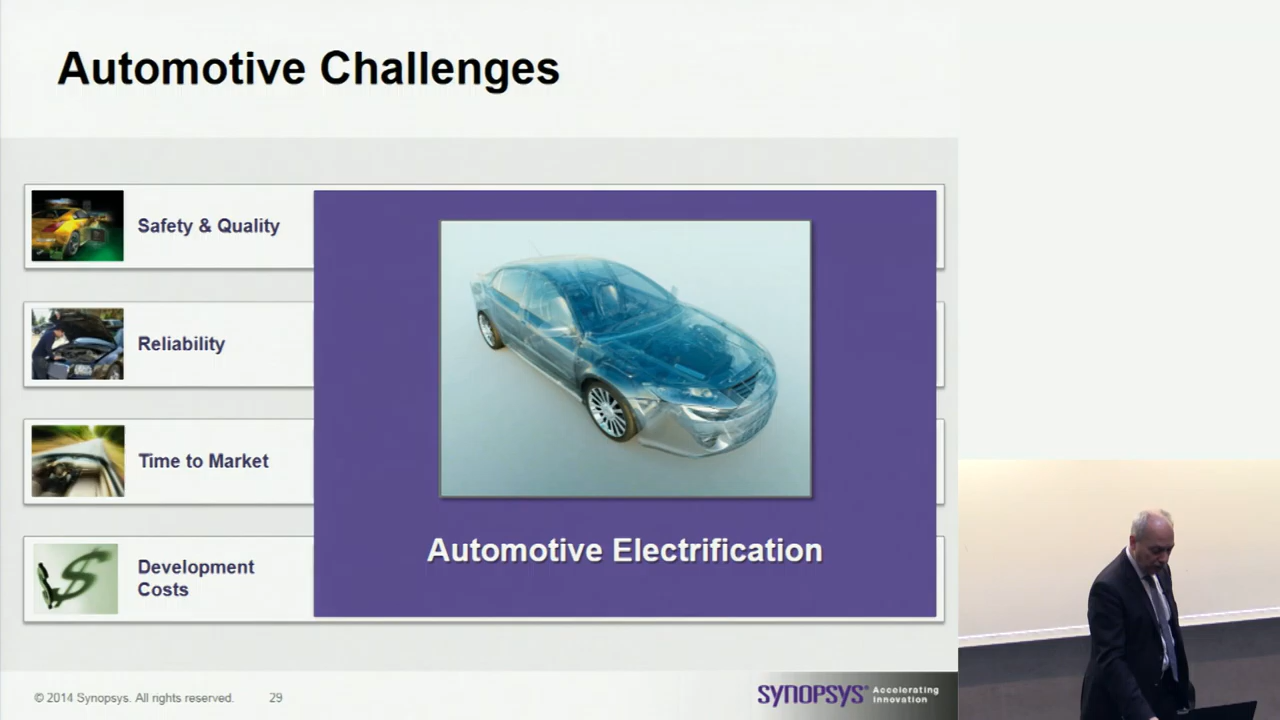 Automotive Challenges
Safety & Quality
Reliability
Time to Market
Development
Costs
Automotive Electrification
© 2014 Synopsys. All rights reserved.
29
SYNOPSYS®
Accelerating
Innovation